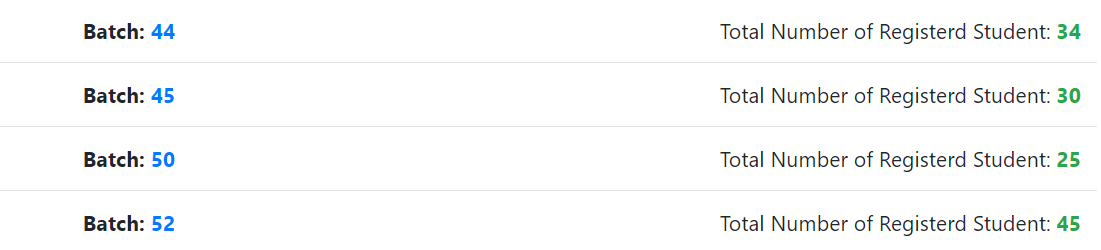 Batch: 44 Total Number of Registerd Student: 34
Batch: 45 Total Number of Registerd Student: 30
Batch: 50 Total Number of Registerd Student: 25
Batch: 52 Total Number of Registerd Student: 45